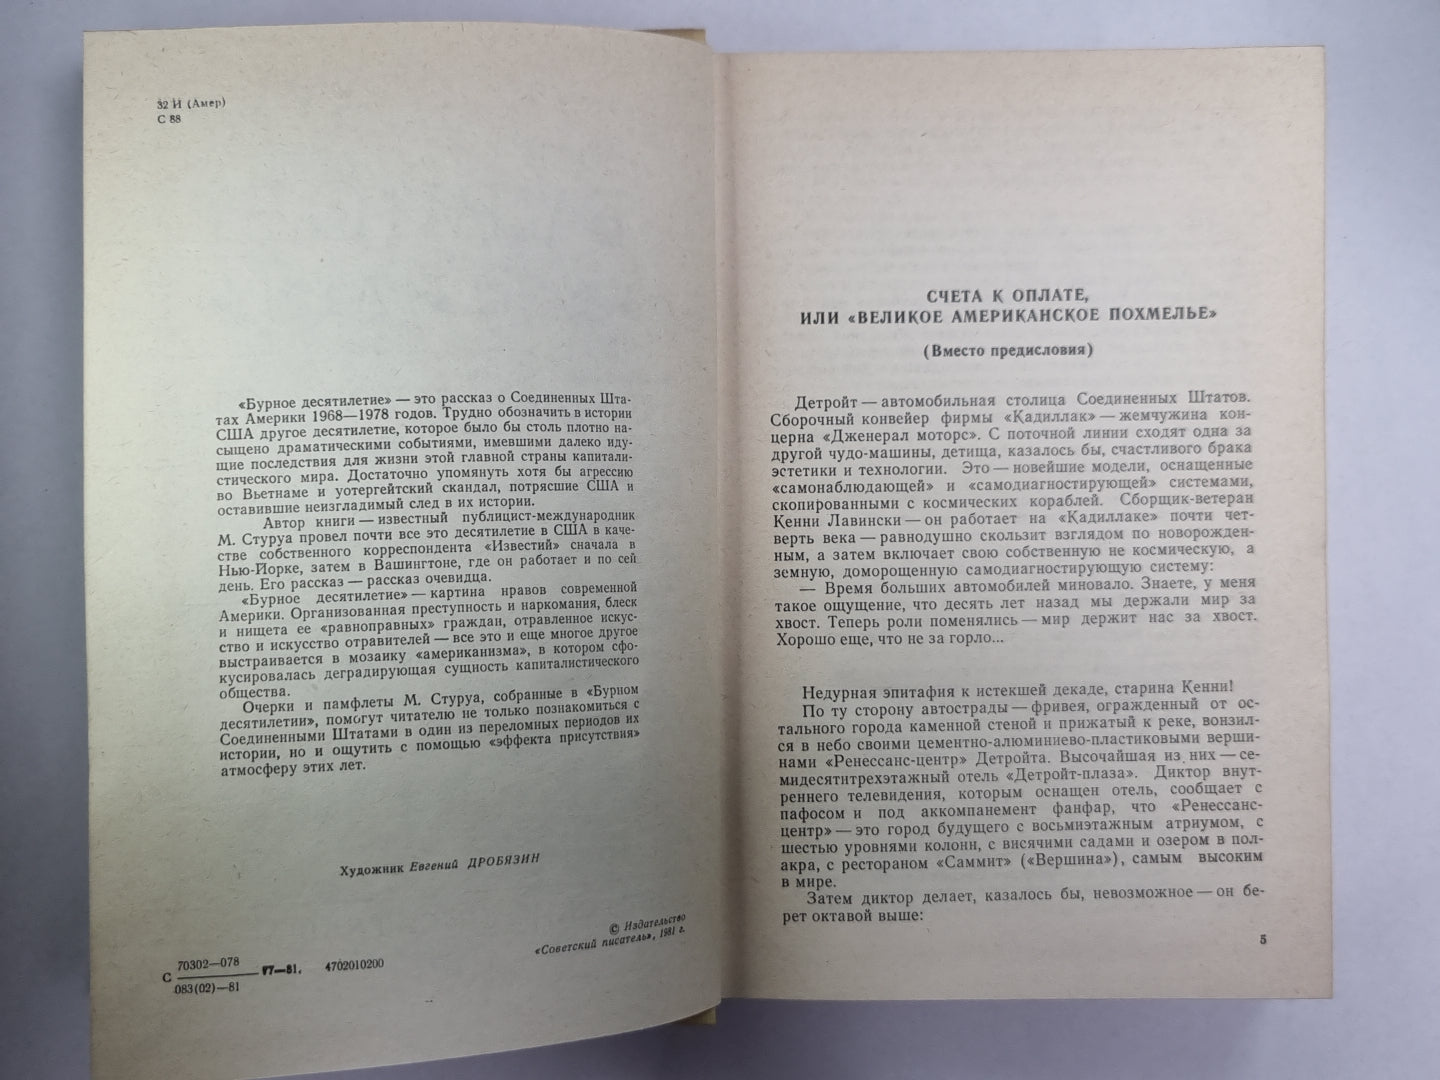 32 И (Амер)
С 88
«Бурное десятилетие» — это рассказ о Соединенных Шта-
тах Америки 1968—1978 годов. Трудно обозначить в истории
США другое десятилетие, которое было бы столь плотно на-
сыщено драматическими событиями, имевшими далеко иду-
щие последствия для жизни этой главной страны капитали-
стического мира. Достаточно упомянуть хотя бы агрессию
во Вьетнаме и уотергейтский скандал, потрясшие США и
оставившие неизгладимый след в их истории.
Автор книги — известный публицист-международник
М. Стуруа провел почти все это десятилетие в США в каче-
стве собственного корреспондента «Известий» сначала в
Нью-Йорке, затем в Вашингтоне, где он работает и по сей
день. Его рассказ — рассказ очевидца.
«Бурное десятилетие» — картина нравов современной
Америки. Организованная преступность и наркомания, блеск
и нищета ее «равноправных» граждан, отравленное искус-
ство и искусство отравителей — все это и еще многое другое
выстраивается в мозаику «американизма», в котором сфо-
кусировалась деградирующая сущность капиталистического
общества.
Очерки и памфлеты М. Стуруа, собранные в «Бурном
десятилетии», помогут читателю не только познакомиться с
Соединенными Штатами в один из переломных периодов их
истории, но и ощутить с помощью «эффекта присутствия»
атмосферу этих лет.
Художник Евгений ДРОБЯЗИН
© Издательство
«Советский писатель», 1981 г.
С 70302—078
083(02)—81 77—81. 4702010200
СЧЕТА К ОПЛАТЕ,
ИЛИ «ВЕЛИКОЕ АМЕРИКАНСКОЕ ПОХМЕЛЬЕ»
(Вместо предисловия)
Детройт — автомобильная столица Соединенных Штатов.
Сборочный конвейер фирмы «Кадиллак» — жемчужина кон-
церна «Дженерал моторс». С поточной линии сходят одна за
другой чудо-машины, детища, казалось бы, счастливого брака
эстетики и технологии. Это — новейшие модели, оснащенные
«самонаблюдающей» и «самодиагностирующей» системами,
скопированными с космических кораблей. Сборщик-ветеран
Кенни Лавински — он работает на «Кадиллаке» почти чет-
верть века — равнодушно скользит взглядом по новорожден-
ным, а затем включает свою собственную не космическую, а
земную, доморощенную самодиагностирующую систему:
— Время больших автомобилей миновало. Знаете, у меня
такое ощущение, что десять лет назад мы держали мир за
хвост. Теперь роли поменялись — мир держит нас за хвост.
Хорошо еще, что не за горло...
Недурная эпитафия к истекшей декаде, старина Кенни!
По ту сторону автострады — фривея, огражденный от ос-
тального города каменной стеной и прижатый к реке, вонзил-
ся в небо своими цементно-алюминиево-пластиковыми верши-
нами «Ренессанс-центр» Детройта. Высочайшая из них — се-
мидесятитрехэтажный отель «Детройт-плаза». Диктор внут-
реннего телевидения, которым оснащен отель, сообщает с
пафосом и под аккомпанемент фанфар, что «Ренессанс-
центр» — это город будущего с восьмиэтажным атриумом, с
шестью уровнями колонн, с висячими садами и озером в пол-
акра, с рестораном «Саммит» («Вершина»), самым высоким
в мире.
Затем диктор делает, казалось бы, невозможное — он бе-
рет октавой выше:
5